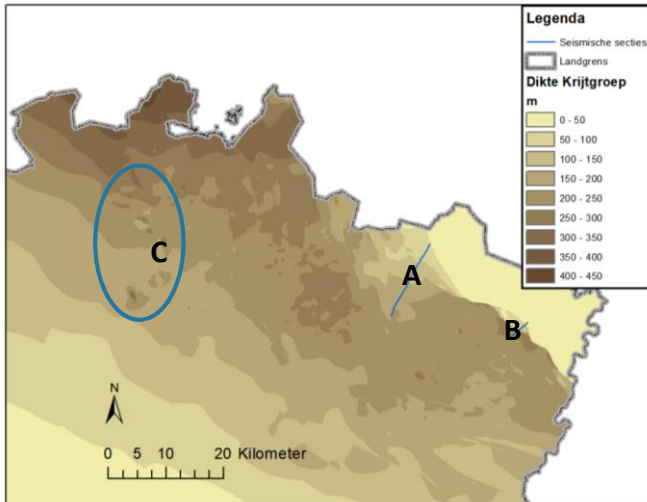 Legenda
Seismische secties
Landgrens
Dikte Krijtgroep
m
0 - 50
50 - 100
100 - 150
150 - 200
200 - 250
250 - 300
300 - 350
350 - 400
400 - 450
C
A
B
N
0 5 10 20 Kilometer